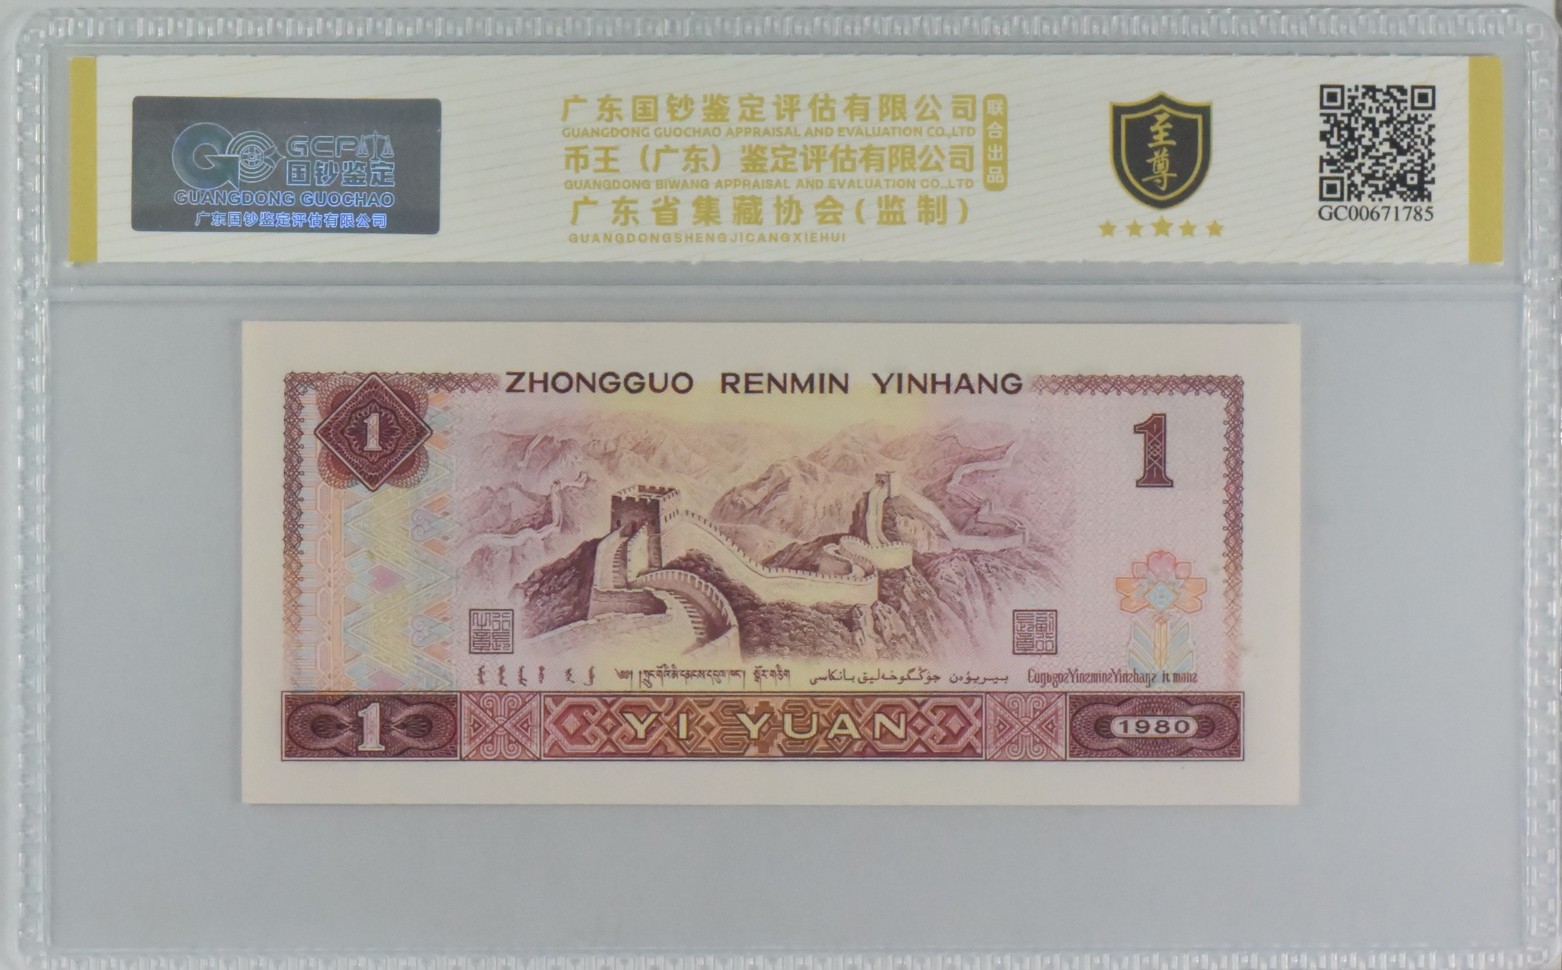 GCP
国钞鉴定
GUANGDONG GUOCHAO
广东国钞鉴定评估有限公司
广东国钞鉴定评估有限公司
GUANGDONG GUOCHAO APPRAISAL AND EVALUATION CO.,LTD
币王（广东）鉴定评估有限公司
GUANGDONG BIWANG APPRAISAL AND EVALUATION CO.,LTD
联合出品
广东省集藏协会(监制)
GUANGDONGSHENGJICANGXIEHUI
至尊
GC00671785
ZHONGGUO RENMIN YINHANG
1
1
1
YI YUAN
1980